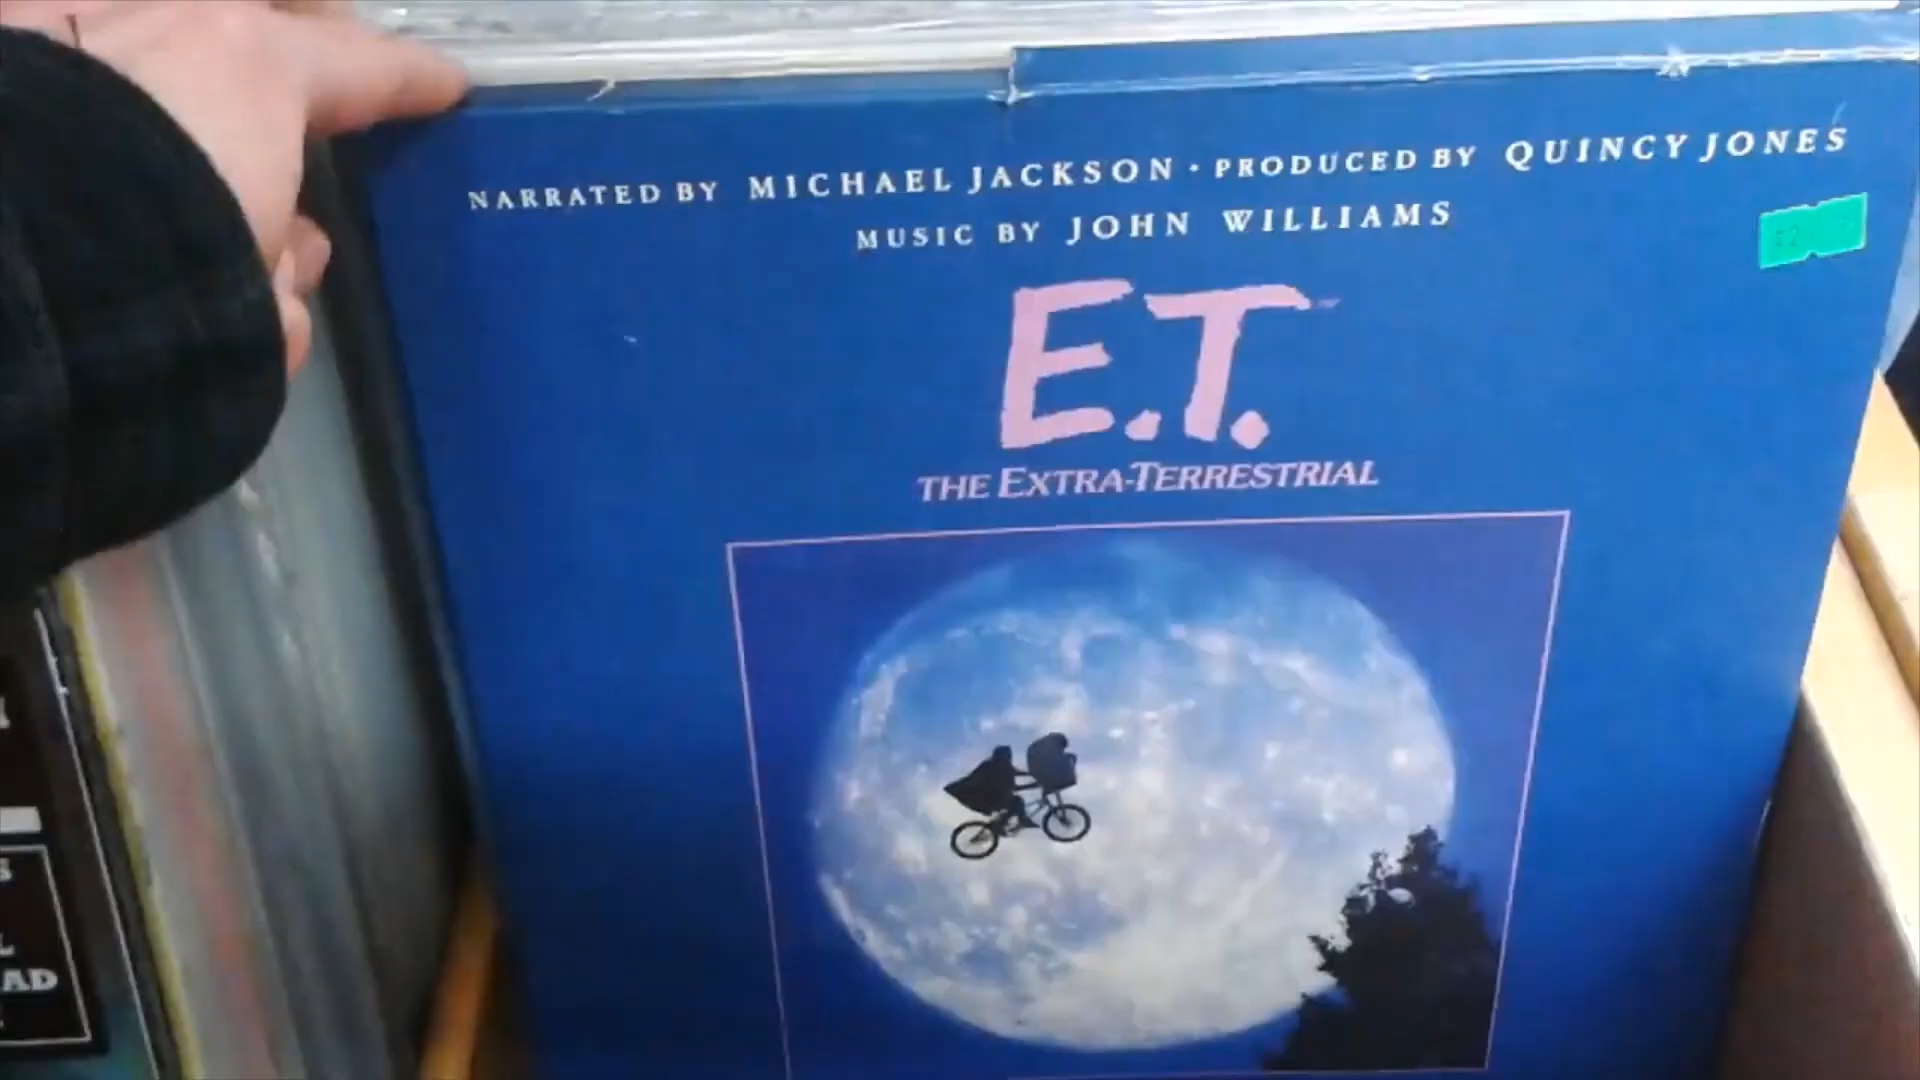 NARRATED BY MICHAEL JACKSON • PRODUCED BY QUINCY JONES
MUSIC BY JOHN WILLIAMS
E.T.
THE EXTRA-TERRESTRIAL